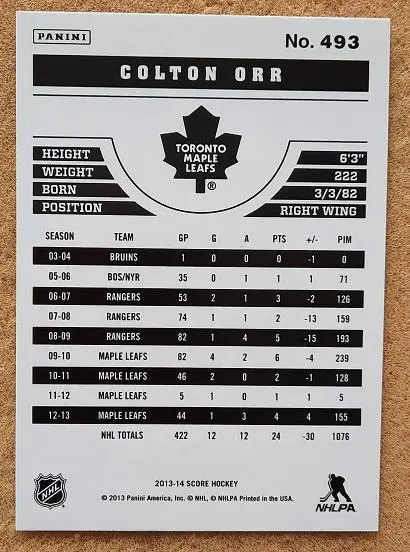 PANINI No. 493
COLTON ORR
TORONTO
MAPLE
LEAFS
®
HEIGHT 6'3"
WEIGHT 222
BORN 3/3/82
POSITION RIGHT WING
SEASON TEAM GP G A PTS +/- PIM
03-04 BRUINS 1 0 0 0 -1 0
05-06 BOS/NYR 35 0 1 1 1 71
06-07 RANGERS 53 2 1 3 -2 126
07-08 RANGERS 74 1 1 2 -13 159
08-09 RANGERS 82 1 4 5 -15 193
09-10 MAPLE LEAFS 82 4 2 6 -4 239
10-11 MAPLE LEAFS 46 2 0 2 -1 128
11-12 MAPLE LEAFS 5 1 0 1 1 5
12-13 MAPLE LEAFS 44 1 3 4 4 155
NHL TOTALS 422 12 12 24 -30 1076
2013-14 SCORE HOCKEY
© 2013 Panini America, Inc. © NHL, © NHLPA Printed in the USA.
NHL
NHLPA